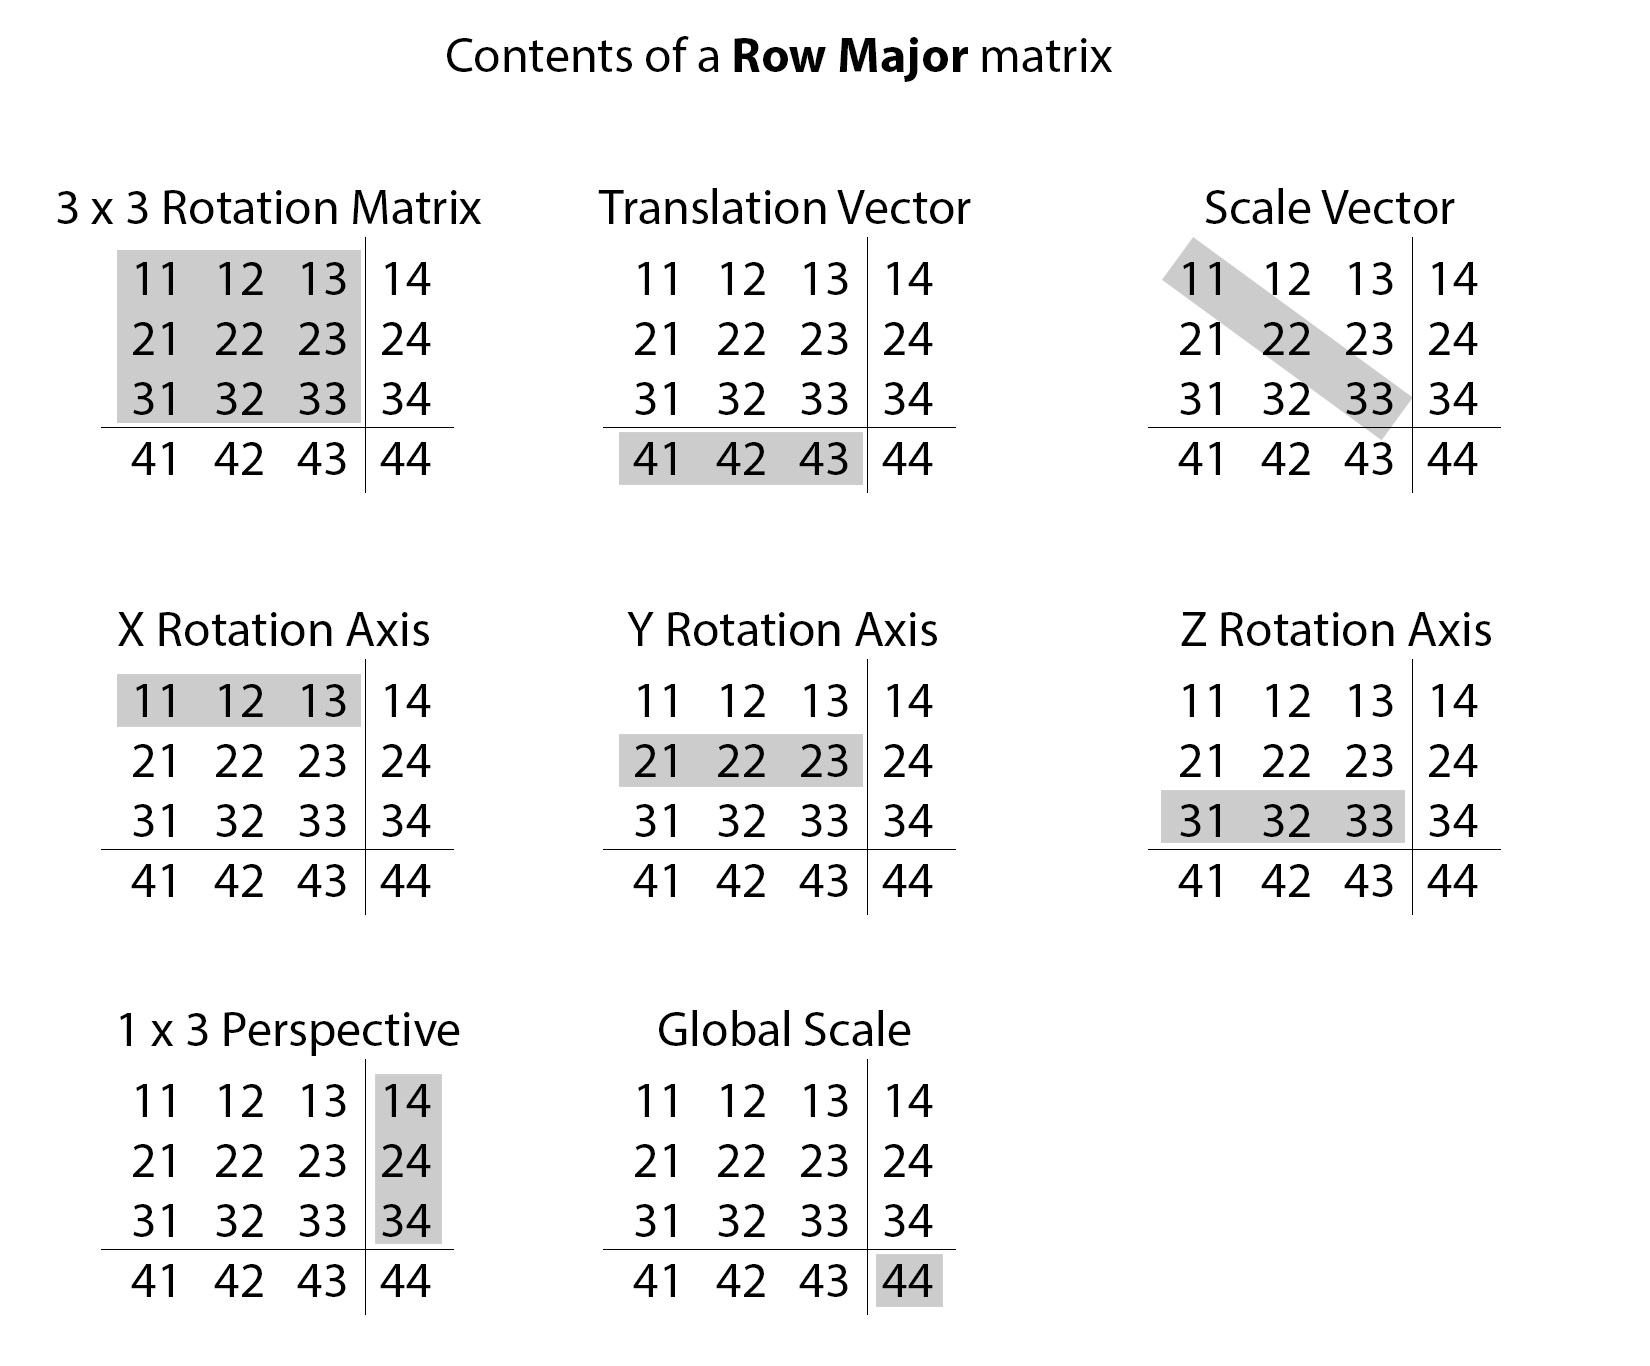 Contents of a Row Major matrix
3 x 3 Rotation Matrix
11 12 13 14
21 22 23 24
31 32 33 34
41 42 43 44
Translation Vector
11 12 13 14
21 22 23 24
31 32 33 34
41 42 43 44
Scale Vector
11 12 13 14
21 22 23 24
31 32 33 34
41 42 43 44
X Rotation Axis
11 12 13 14
21 22 23 24
31 32 33 34
41 42 43 44
Y Rotation Axis
11 12 13 14
21 22 23 24
31 32 33 34
41 42 43 44
Z Rotation Axis
11 12 13 14
21 22 23 24
31 32 33 34
41 42 43 44
1 x 3 Perspective
11 12 13 14
21 22 23 24
31 32 33 34
41 42 43 44
Global Scale
11 12 13 14
21 22 23 24
31 32 33 34
41 42 43 44